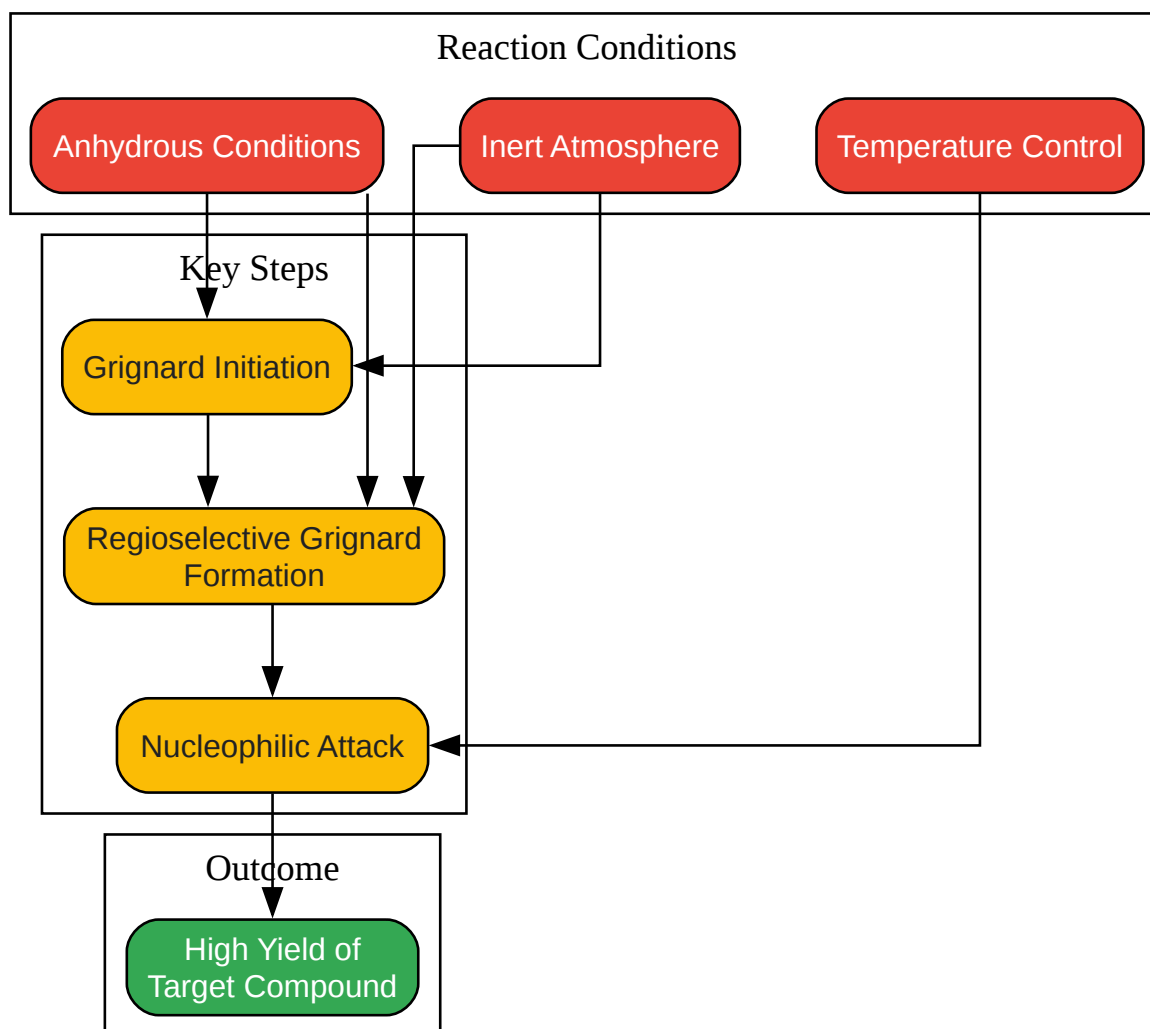 Reaction Conditions
Anhydrous Conditions
Inert Atmosphere
Temperature Control
Key Steps
Grignard Initiation
Regioselective Grignard
Formation
Nucleophilic Attack
Outcome
High Yield of
Target Compound